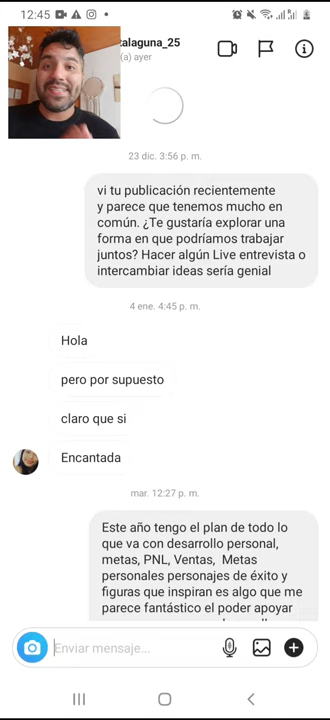 12:45
talaguna_25
(a) ayer
23 dic. 3:56 p. m.
vi tu publicación recientemente
y parece que tenemos mucho en
común. ¿Te gustaría explorar una
forma en que podríamos trabajar
juntos? Hacer algún Live entrevista o
intercambiar ideas sería genial
4 ene. 4:45 p. m.
Hola
pero por supuesto
claro que si
Encantada
mar. 12:27 p. m.
Este año tengo el plan de todo lo
que va con desarrollo personal,
metas, PNL, Ventas, Metas
personales personajes de éxito y
figuras que inspiran es algo que me
parece fantástico el poder apoyar
Enviar mensaje...